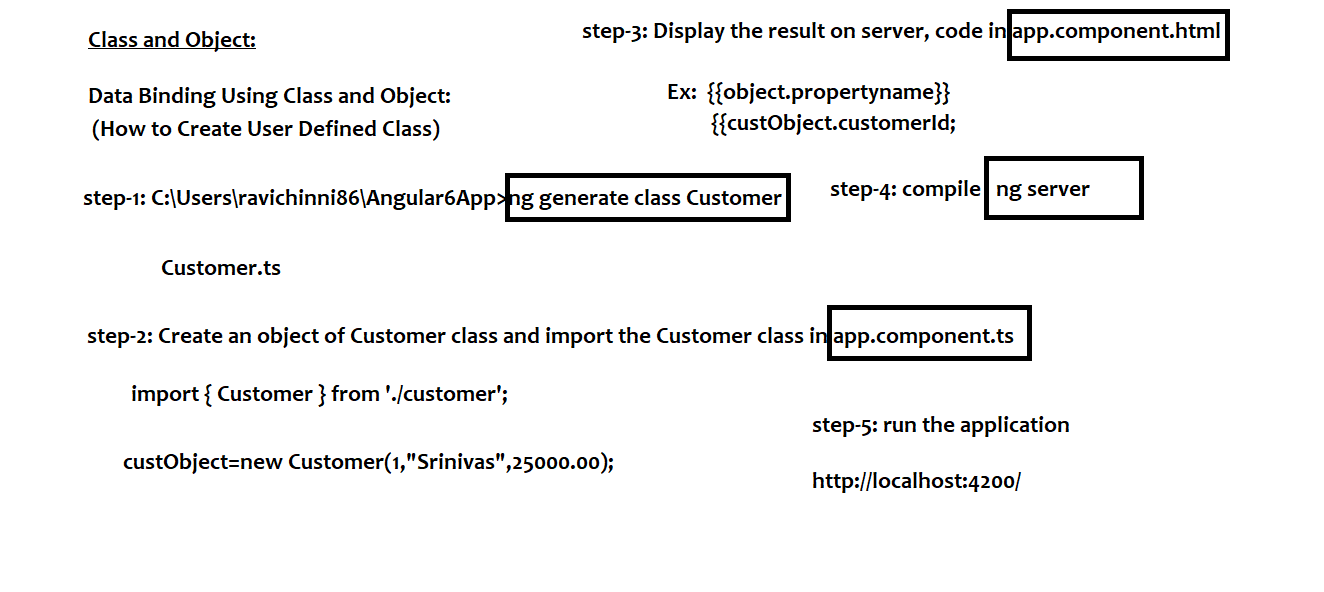 Class and Object:
Data Binding Using Class and Object:
(How to Create User Defined Class)
step-1: C:\Users\ravichinni86\Angular6App>ng generate class Customer
Customer.ts
step-2: Create an object of Customer class and import the Customer class in app.component.ts
import { Customer } from './customer';
custObject=new Customer(1,"Srinivas",25000.00);
step-3: Display the result on server, code in app.component.html
Ex: {{object.propertyname}}
{{custObject.customerId;
step-4: compile ng server
step-5: run the application
http://localhost:4200/